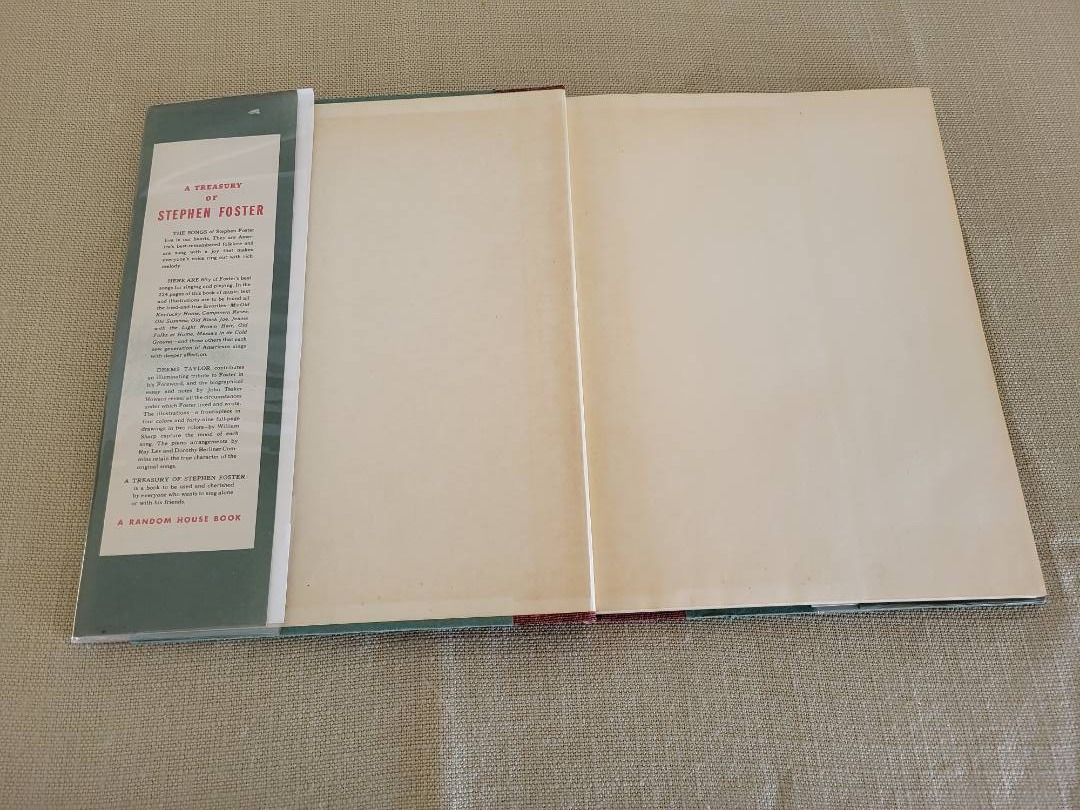 A TREASURY
OF
STEPHEN FOSTER
THE SONGS of Stephen Foster
live in our hearts. They are Amer-
ica's best-remembered folklore and
are sung with a joy that makes
everyone's voice ring out with rich
melody.
HERE ARE fifty of Foster's best
songs for singing and playing. In the
224 pages of this book of music, text
and illustrations are to be found all
the tried-and-true favorites—My Old
Kentucky Home, Camptown Races,
Oh! Susanna, Old Black Joe, Jeanie
with the Light Brown Hair, Old
Folks at Home, Massa's in de Cold
Ground—and those others that each
new generation of Americans sings
with deeper affection.
DEEMS TAYLOR contributes
an illuminating tribute to Foster in
his Foreword, and the biographical
essay and notes by John Tasker
Howard reveal all the circumstances
under which Foster lived and wrote.
The illustrations—a frontispiece in
four colors and forty-nine full-page
drawings in two colors—by William
Sharp capture the mood of each
song. The piano arrangements by
Ray Lev and Dorothy Berliner Com-
mins retain the true character of the
original songs.
A TREASURY OF STEPHEN FOSTER
is a book to be used and cherished
by everyone who wants to sing alone
or with his friends.
A RANDOM HOUSE BOOK